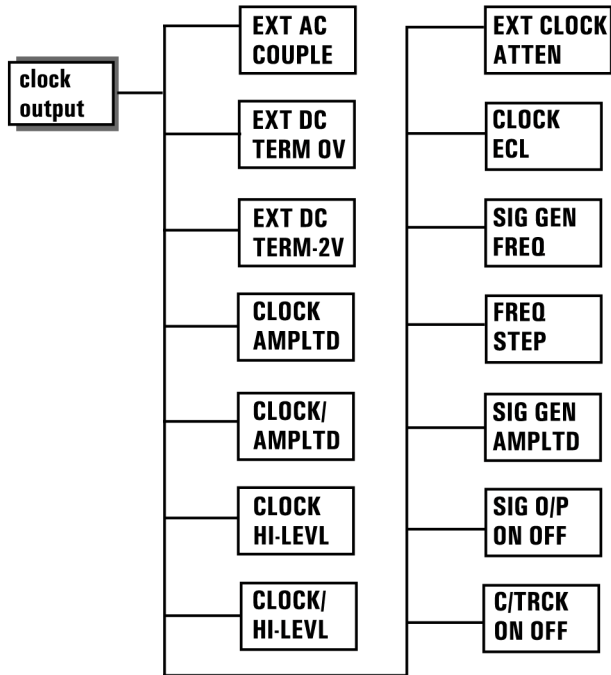 clock
output
EXT AC
COUPLE
EXT DC
TERM 0V
EXT DC
TERM-2V
CLOCK
AMPLTD
CLOCK/
AMPLTD
CLOCK
HI-LEVL
CLOCK/
HI-LEVL
EXT CLOCK
ATTEN
CLOCK
ECL
SIG GEN
FREQ
FREQ
STEP
SIG GEN
AMPLTD
SIG O/P
ON OFF
C/TRCK
ON OFF